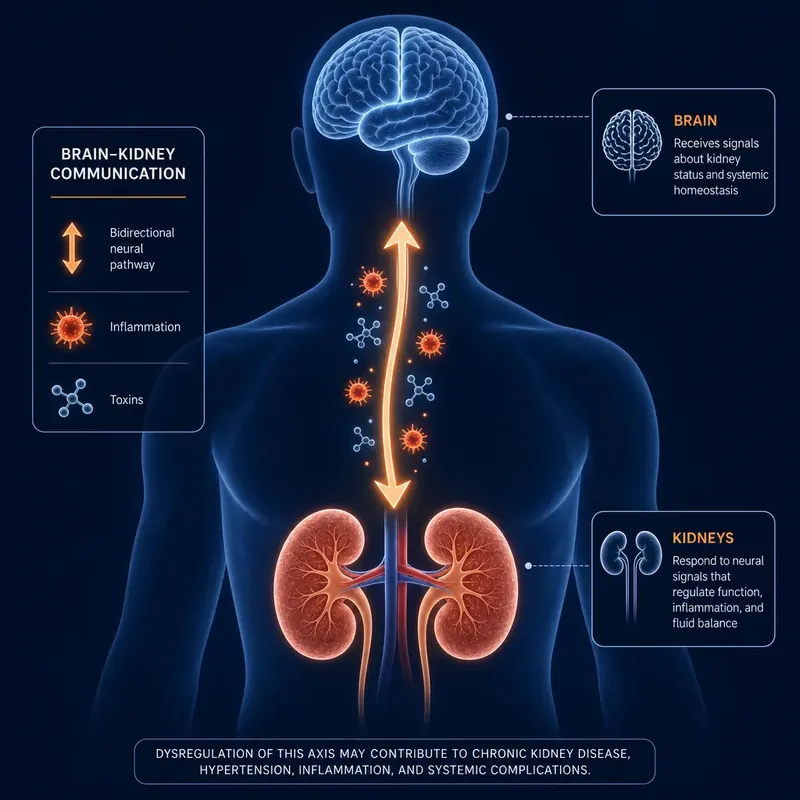 BRAIN–KIDNEY
COMMUNICATION
Bidirectional
neural
pathway
Inflammation
Toxins
BRAIN
Receives signals
about kidney
status and systemic
homeostasis
KIDNEYS
Respond to neural
signals that
regulate function,
inflammation, and
fluid balance
DYSREGULATION OF THIS AXIS MAY CONTRIBUTE TO CHRONIC KIDNEY DISEASE,
HYPERTENSION, INFLAMMATION, AND SYSTEMIC COMPLICATIONS.